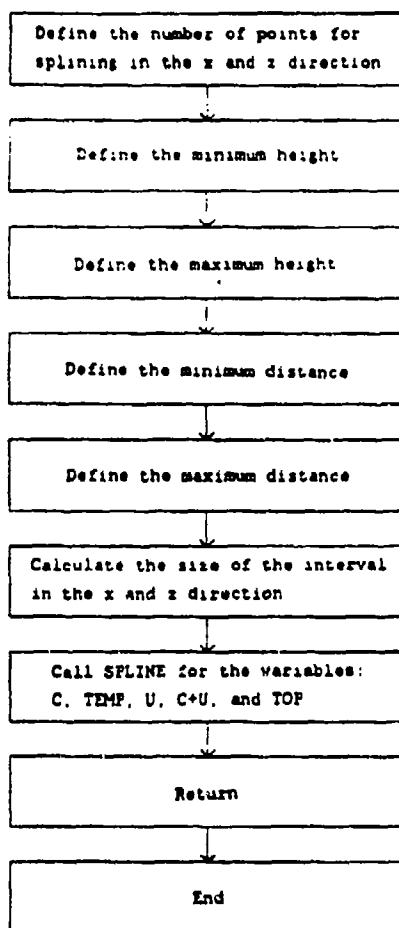 Define the number of points for
splining in the x and z direction
Define the minimum height
Define the maximum height
Define the minimum distance
Define the maximum distance
Calculate the size of the interval
in the x and z direction
Call SPLINE for the variables:
C, TEMP, U, C+U, and TOP
Return
End